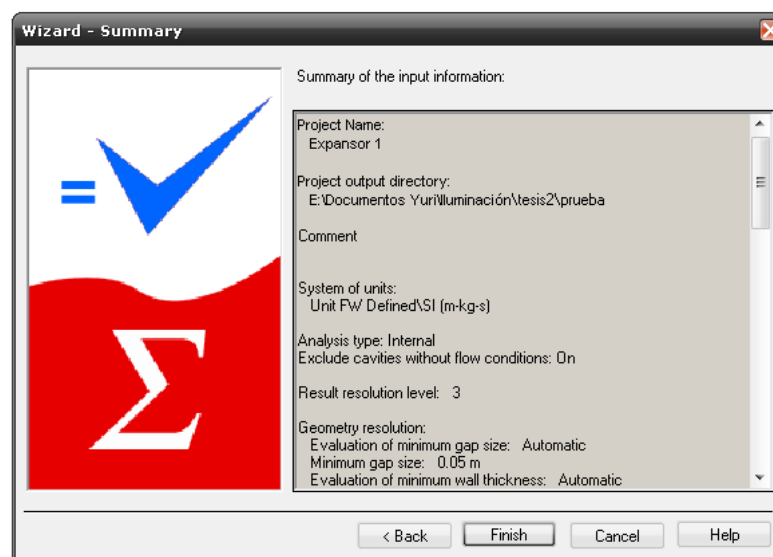 Wizard - Summary
Summary of the input information:
Project Name:
Expansor 1
Project output directory:
E:\Documentos Yuri\Iluminación\tesis2\prueba
Comment
System of units:
Unit FW Defined\SI (m-kg-s)
Analysis type: Internal
Exclude cavities without flow conditions: On
Result resolution level: 3
Geometry resolution:
Evaluation of minimum gap size: Automatic
Minimum gap size: 0.05 m
Evaluation of minimum wall thickness: Automatic
< Back
Finish
Cancel
Help